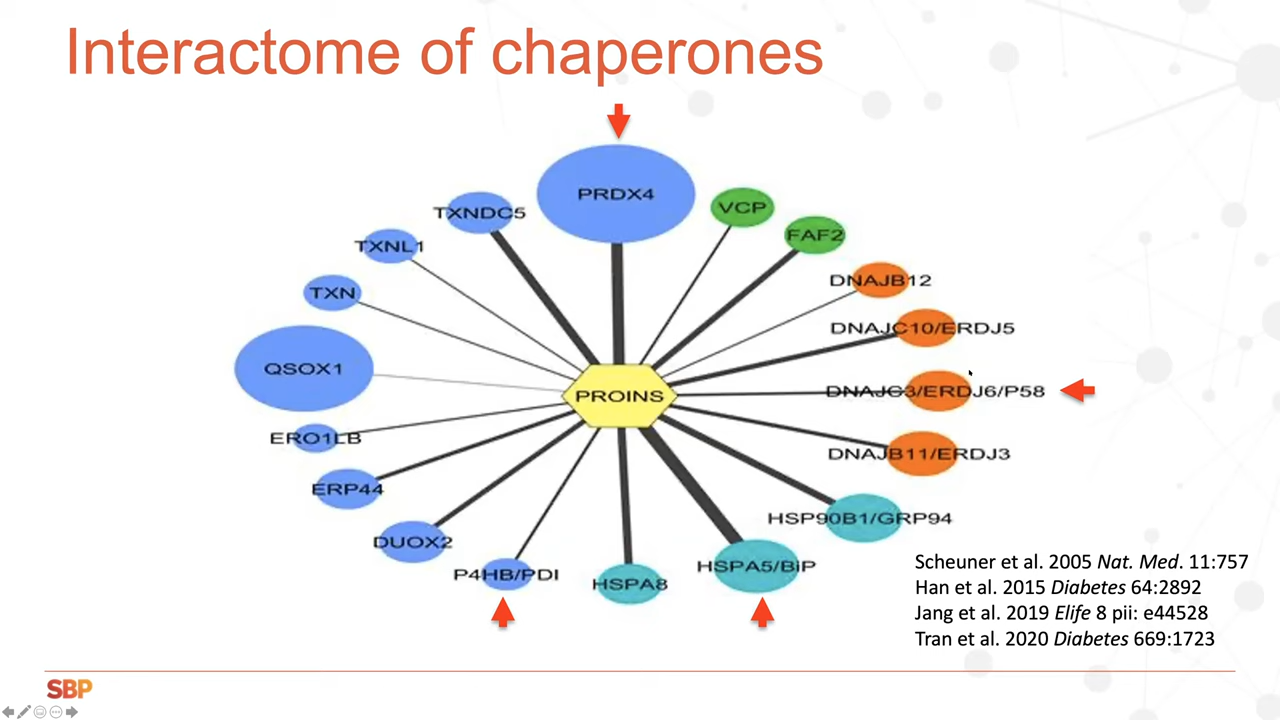 Interactome of chaperones
PRDX4
TXNDC5
VCP
FAF2
TXNL1
DNAJB12
TXN
DNAJC10/ERDJ5
QSOX1
PROINS
DNAJC3/ERDJ6/P58
ERO1LB
DNAJB11/ERDJ3
ERP44
HSP90B1/GRP94
DUOX2
P4HB/PDI
HSPA8
HSPA5/BiP
Scheuner et al. 2005 Nat. Med. 11:757
Han et al. 2015 Diabetes 64:2892
Jang et al. 2019 Elife 8 pii: e44528
Tran et al. 2020 Diabetes 669:1723
SBP